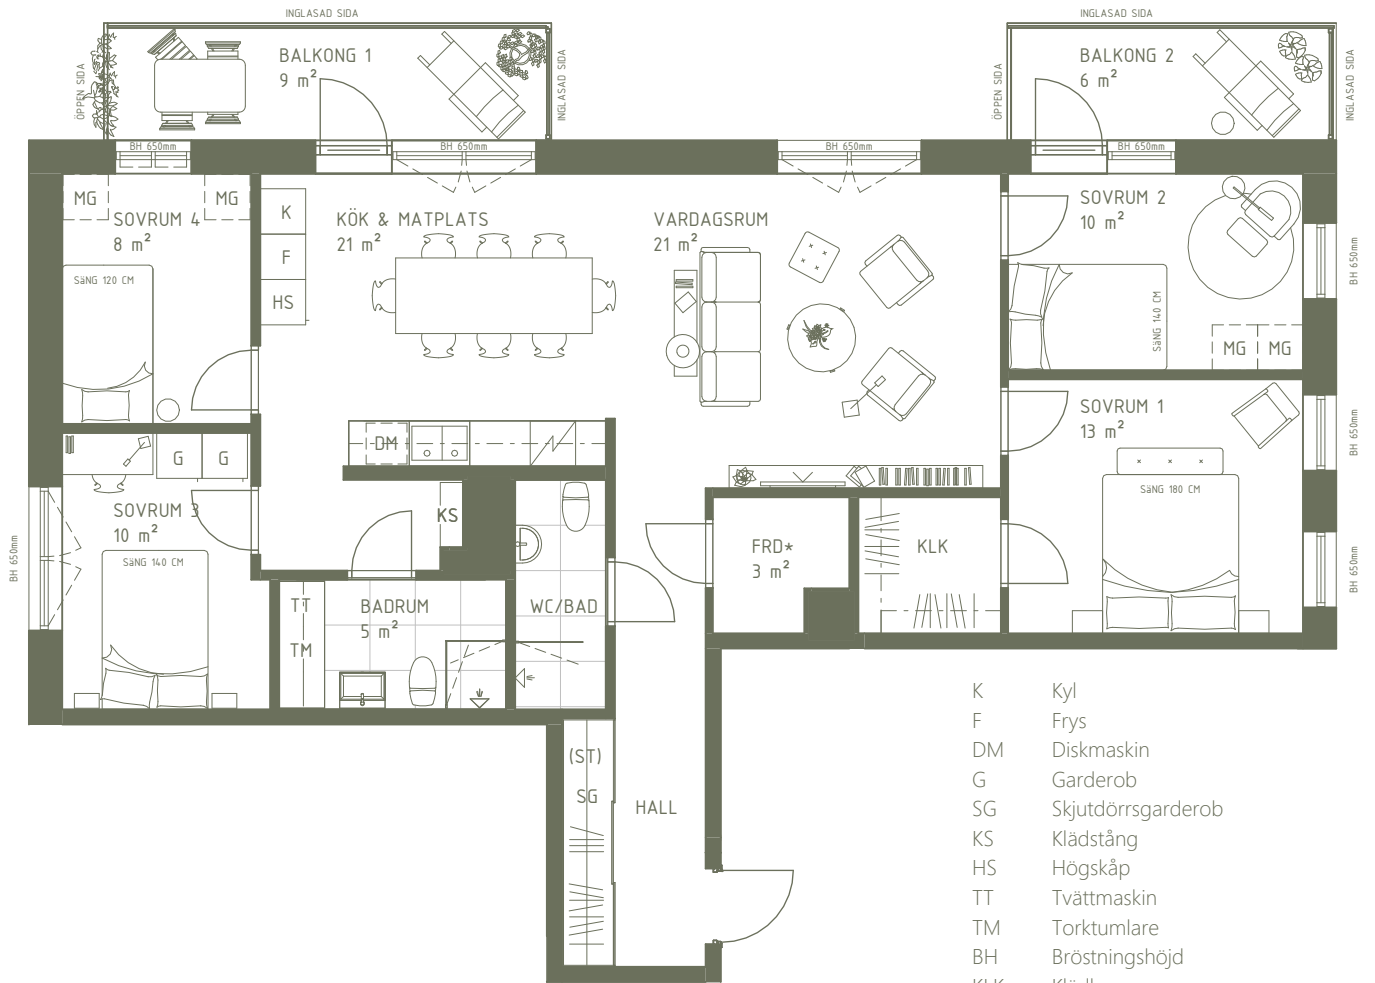 INGLASAD SIDA
INGLASAD SIDA
ÖPPEN SIDA
BALKONG 1
9 m²
INGLASAD SIDA
ÖPPEN SIDA
BALKONG 2
6 m²
INGLASAD SIDA
BH 650mm
BH 650mm
BH 650mm
BH 650mm
MG
MG
SOVRUM 4
8 m²
SäNG 120 CM
K
F
HS
KÖK & MATPLATS
21 m²
VARDAGSRUM
21 m²
SOVRUM 2
10 m²
SäNG 140 CM
MG
MG
BH 650mm
SOVRUM 1
13 m²
SäNG 180 CM
BH 650mm
BH 650mm
DM
G
G
SOVRUM 3
10 m²
SäNG 140 CM
BH 650mm
KS
TT
TM
BADRUM
5 m²
WC/BAD
FRD*
3 m²
KLK
(ST)
SG
HALL
K Kyl
F Frys
DM Diskmaskin
G Garderob
SG Skjutdörrsgarderob
KS Klädstång
HS Högskåp
TT Tvättmaskin
TM Torktumlare
BH Bröstningshöjd